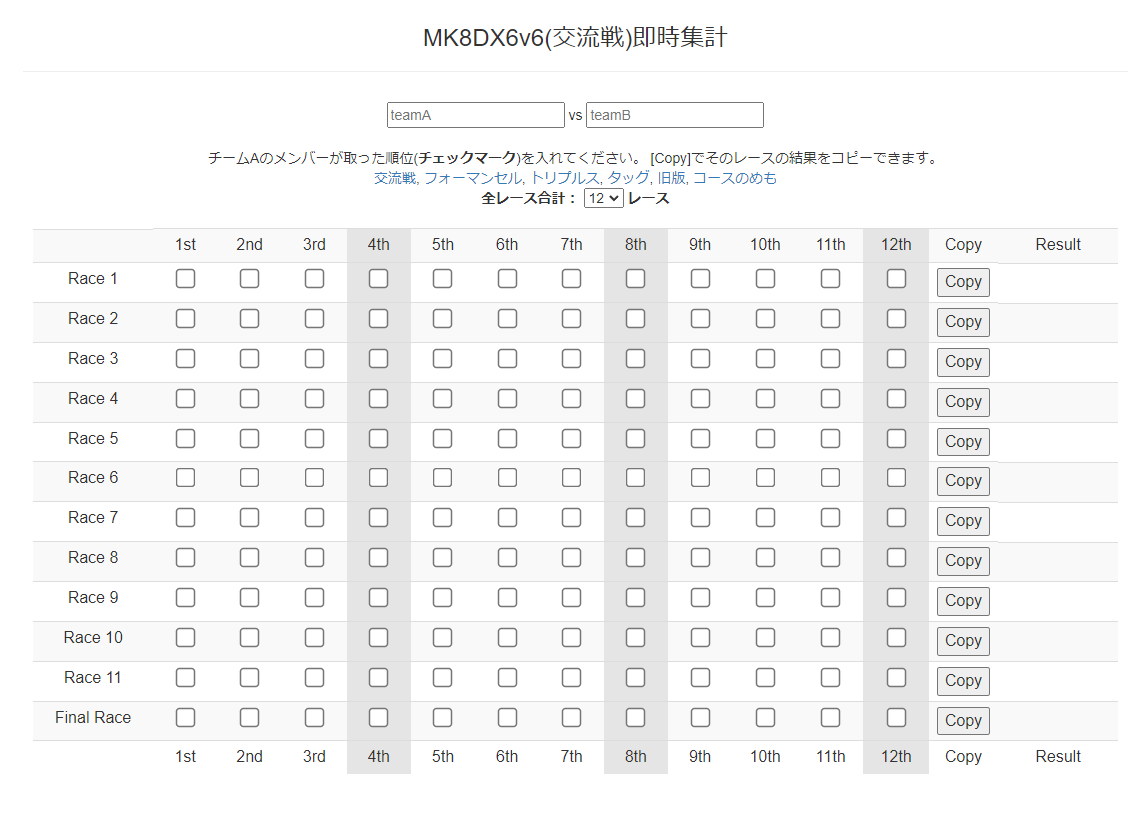 MK8DX6v6(交流戦)即時集計
teamA vs teamB
チームAのメンバーが取った順位(チェックマーク)を入れてください。 [Copy]でそのレースの結果をコピーできます。
交流戦, フォーマンセル, トリプルス, タッグ, 旧版, コースのめも
全レース合計： 12 レース
1st 2nd 3rd 4th 5th 6th 7th 8th 9th 10th 11th 12th Copy Result
Race 1 Copy
Race 2 Copy
Race 3 Copy
Race 4 Copy
Race 5 Copy
Race 6 Copy
Race 7 Copy
Race 8 Copy
Race 9 Copy
Race 10 Copy
Race 11 Copy
Final Race Copy
1st 2nd 3rd 4th 5th 6th 7th 8th 9th 10th 11th 12th Copy Result